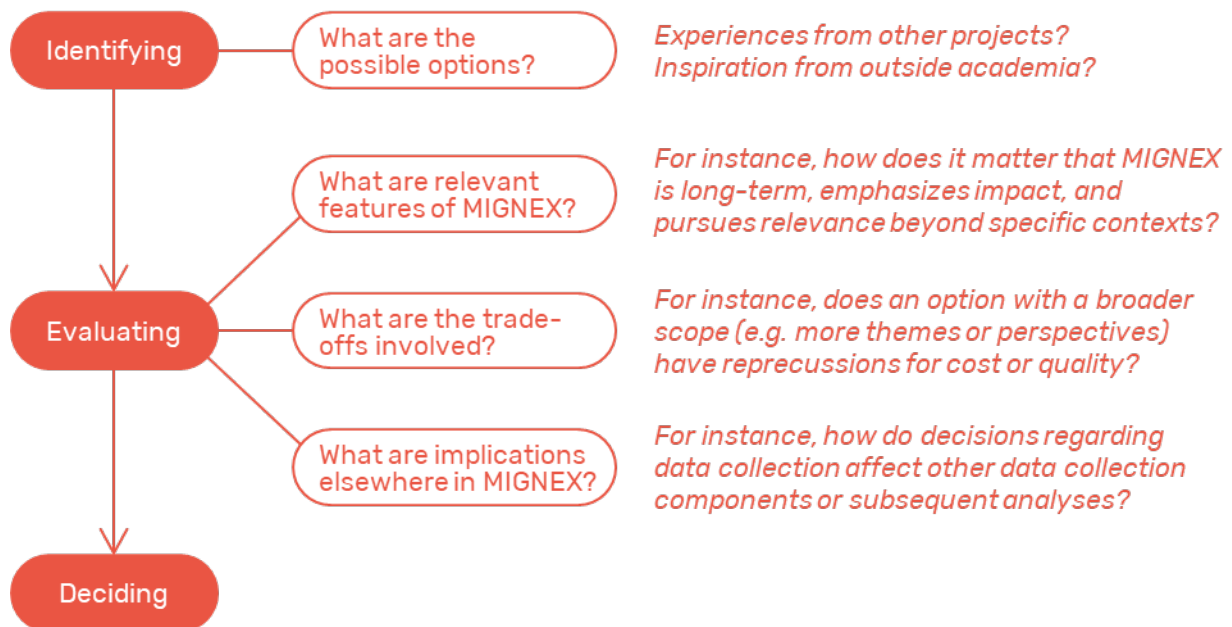 Identifying
What are the
possible options?
Experiences from other projects?
Inspiration from outside academia?
What are relevant
features of MIGNEX?
For instance, how does it matter that MIGNEX
is long-term, emphasizes impact, and
pursues relevance beyond specific contexts?
Evaluating
What are the trade-
offs involved?
For instance, does an option with a broader
scope (e.g. more themes or perspectives)
have reprecussions for cost or quality?
What are implications
elsewhere in MIGNEX?
For instance, how do decisions regarding
data collection affect other data collection
components or subsequent analyses?
Deciding